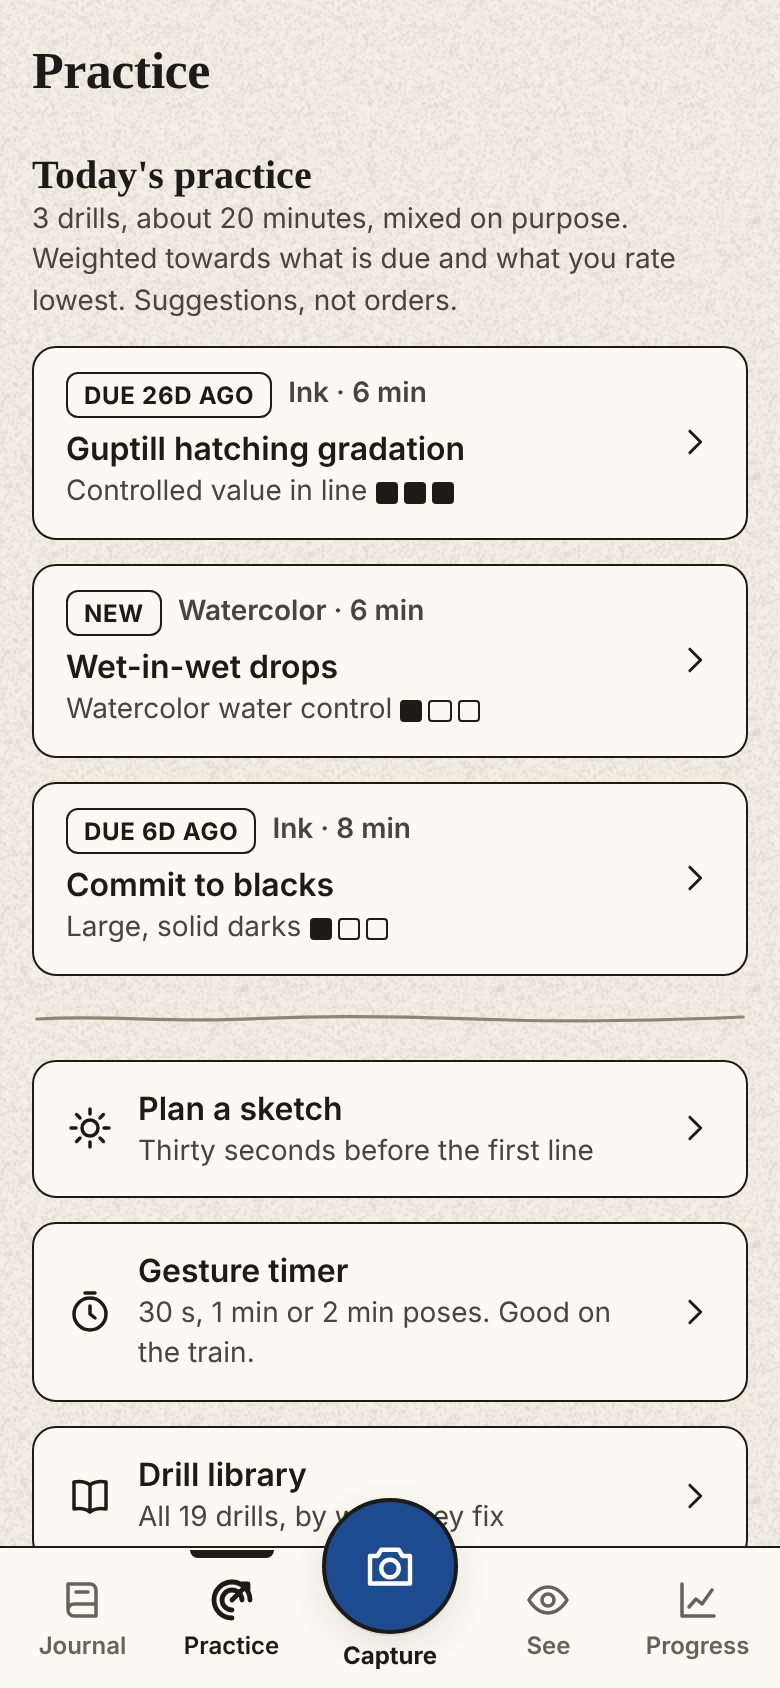 Practice
Today's practice
3 drills, about 20 minutes, mixed on purpose.
Weighted towards what is due and what you rate
lowest. Suggestions, not orders.
DUE 26D AGO Ink · 6 min
Guptill hatching gradation
Controlled value in line
NEW Watercolor · 6 min
Wet-in-wet drops
Watercolor water control
DUE 6D AGO Ink · 8 min
Commit to blacks
Large, solid darks
Plan a sketch
Thirty seconds before the first line
Gesture timer
30 s, 1 min or 2 min poses. Good on
the train.
Drill library
All 19 drills, by fix
Journal Practice Capture See Progress